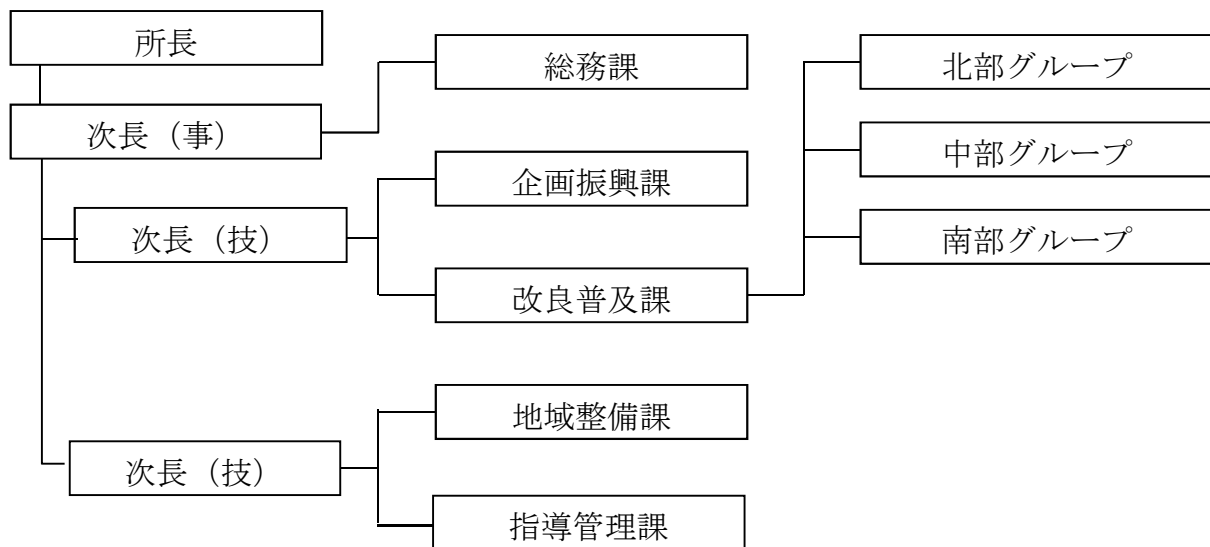 所長
総務課
北部グループ
次長（事）
中部グループ
企画振興課
次長（技）
南部グループ
改良普及課
地域整備課
次長（技）
指導管理課